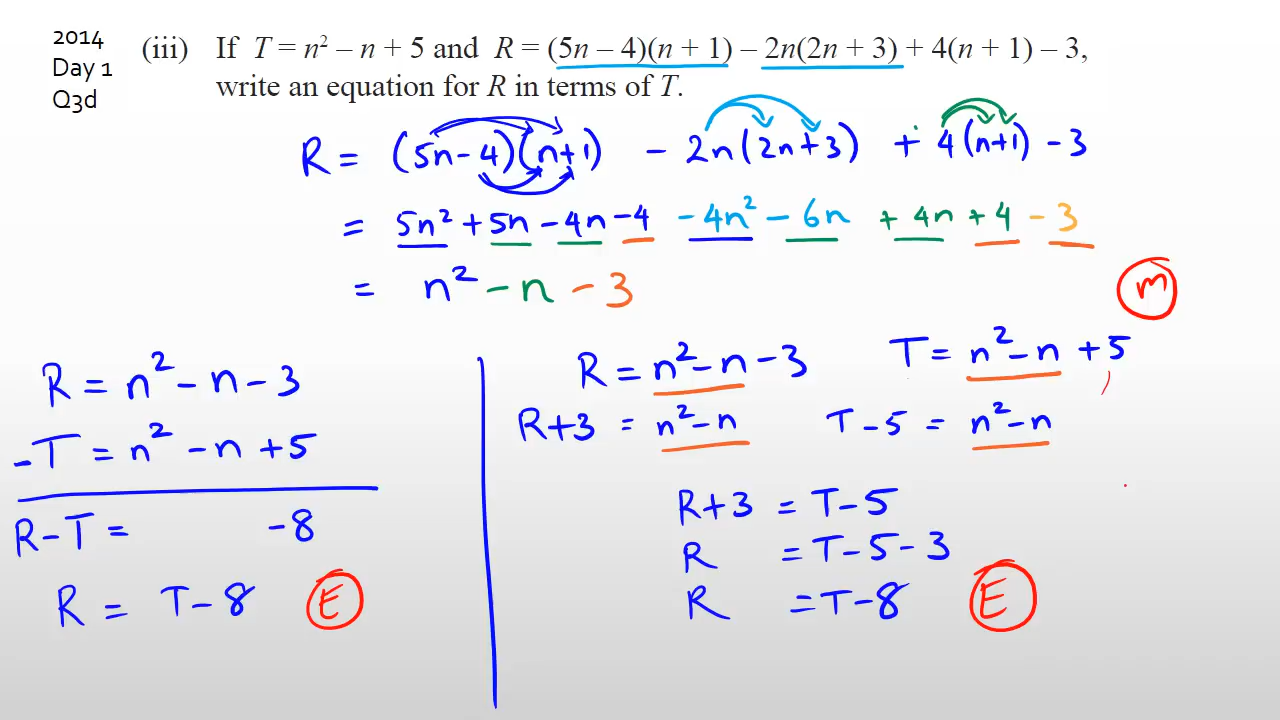 2014
Day 1
Q3d
(iii) If T = n² – n + 5 and R = (5n – 4)(n + 1) – 2n(2n + 3) + 4(n + 1) – 3,
write an equation for R in terms of T.
R = (5n-4)(n+1) - 2n(2n+3) + 4(n+1) -3
= 5n² + 5n - 4n - 4 - 4n² - 6n + 4n + 4 - 3
= n² - n - 3
m
R = n² - n - 3
-T = n² - n + 5
R - T = -8
R = T - 8 E
R = n² - n - 3 T = n² - n + 5
R+3 = n² - n T - 5 = n² - n
R+3 = T - 5
R = T - 5 - 3
R = T - 8 E